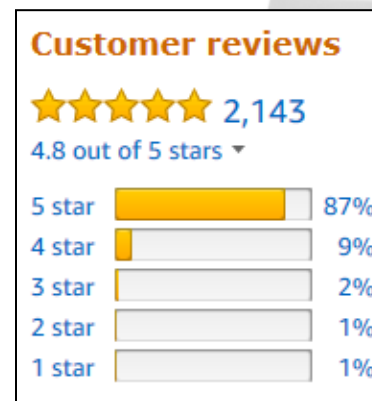 Customer reviews
2,143
4.8 out of 5 stars
5 star 87%
4 star 9%
3 star 2%
2 star 1%
1 star 1%